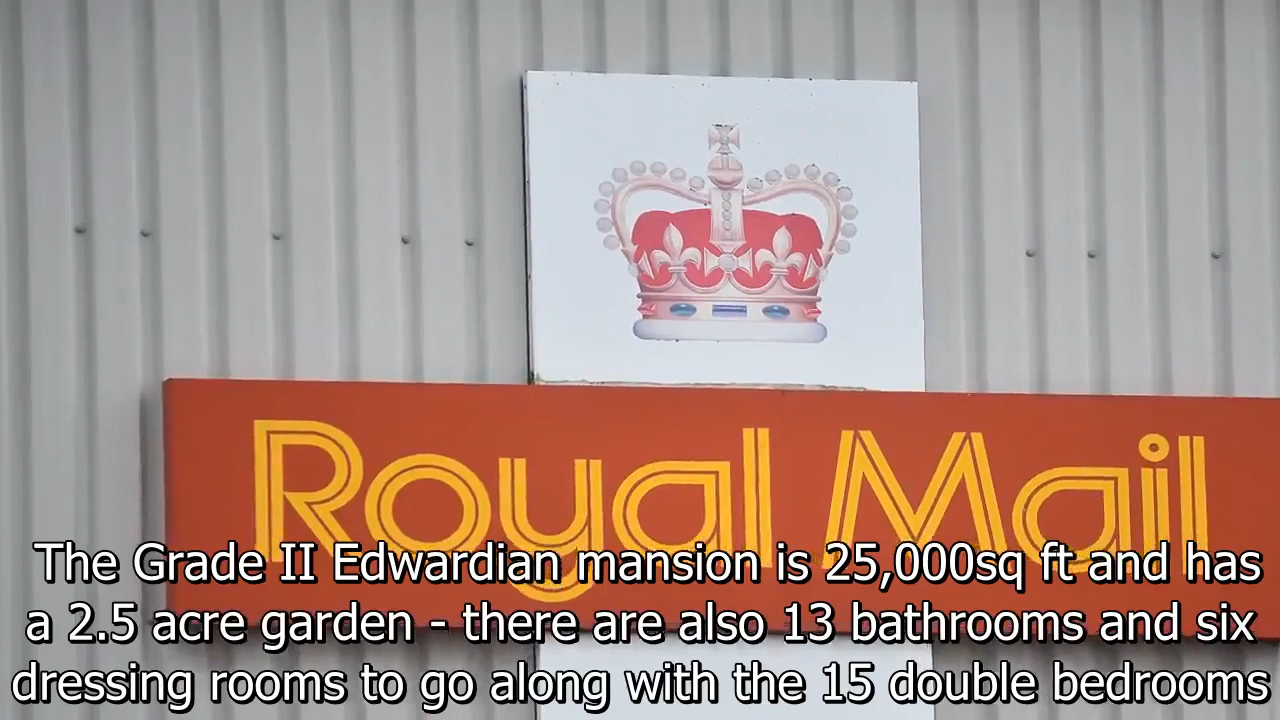 Royal Mail
The Grade II Edwardian mansion is 25,000sq ft and has
a 2.5 acre garden - there are also 13 bathrooms and six
dressing rooms to go along with the 15 double bedrooms